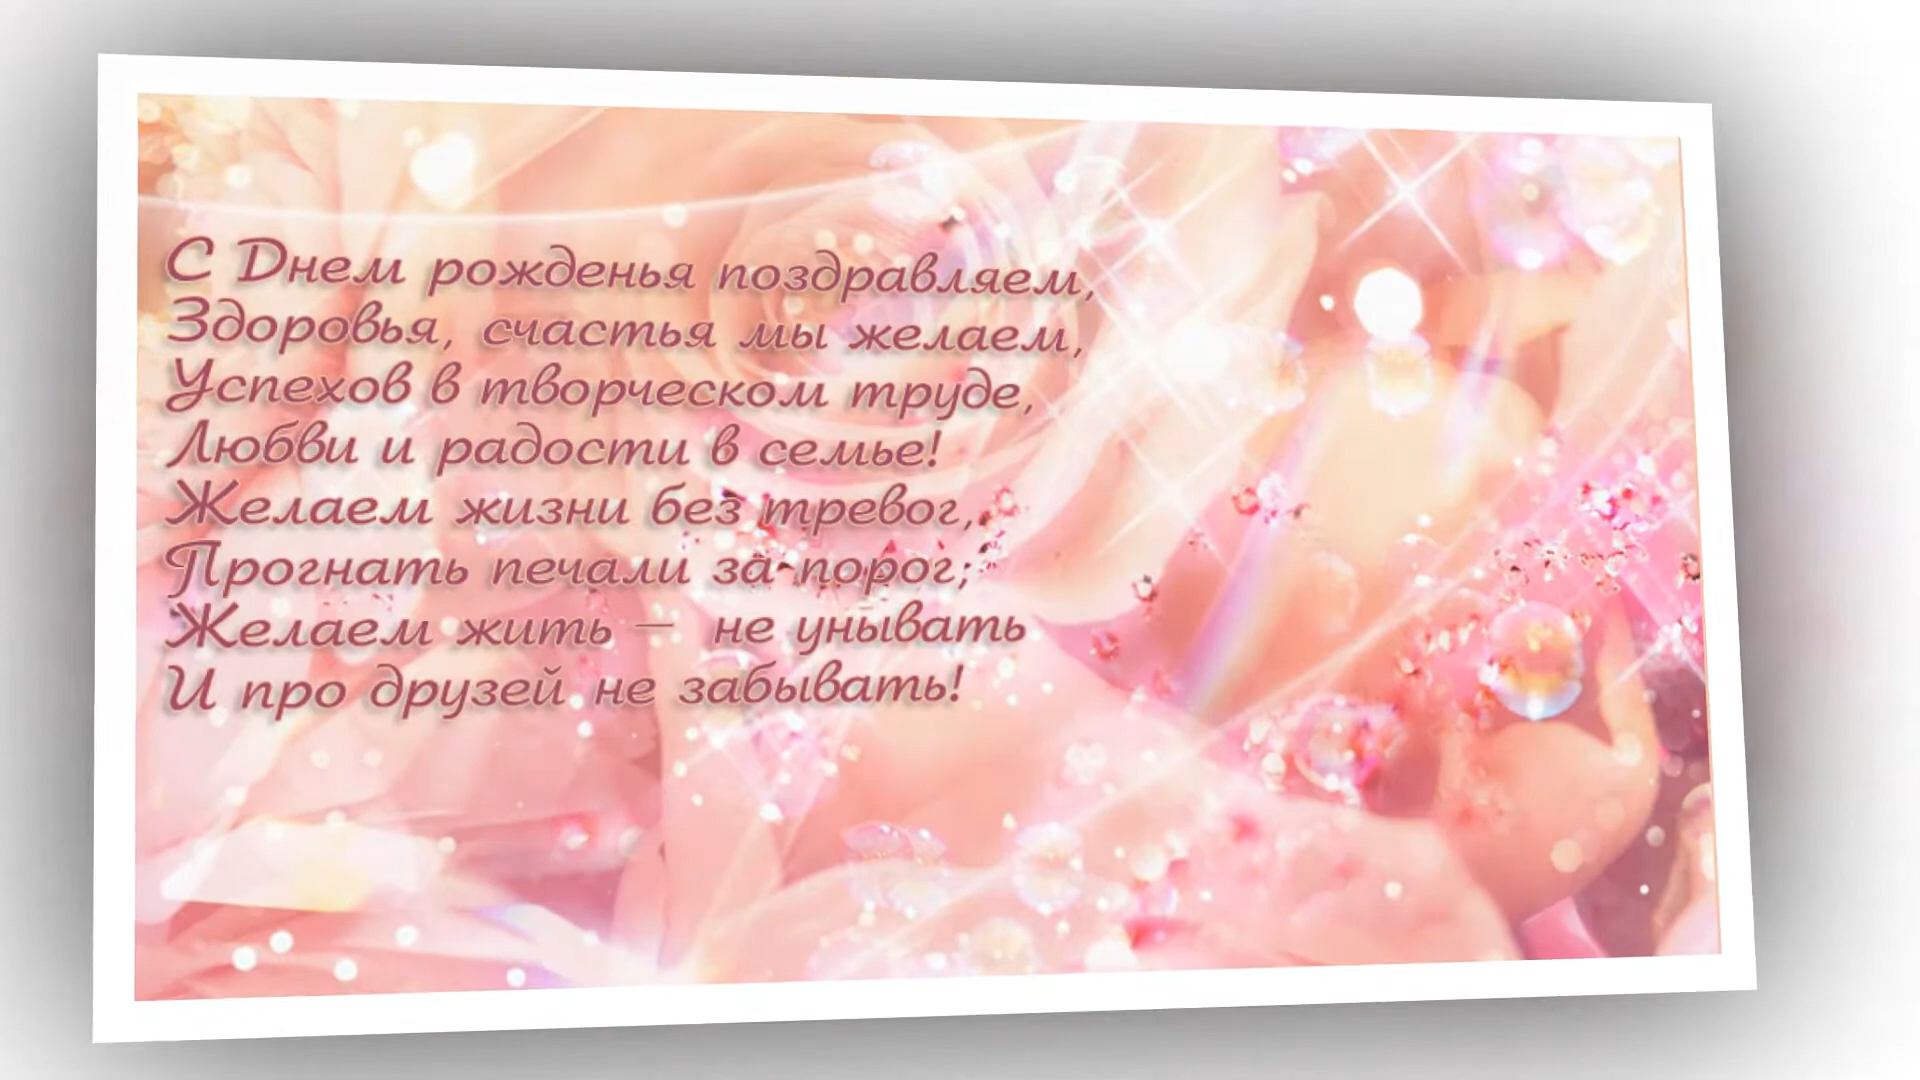 С Днем рожденья поздравляем,
Здоровья, счастья мы желаем,
Успехов в творческом труде,
Любви и радости в семье!
Желаем жизни без тревог,
Прогнать печали за порог;
Желаем жить — не унывать
И про друзей не забывать!